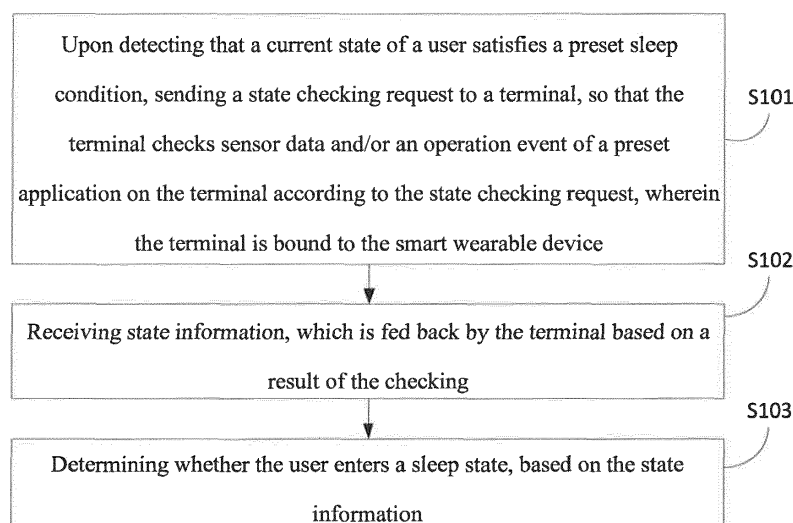 Upon detecting that a current state of a user satisfies a preset sleep
condition, sending a state checking request to a terminal, so that the
S101
terminal checks sensor data and/or an operation event of a preset
application on the terminal according to the state checking request, wherein
the terminal is bound to the smart wearable device
S102
Receiving state information, which is fed back by the terminal based on a
result of the checking
S103
Determining whether the user enters a sleep state, based on the state
information